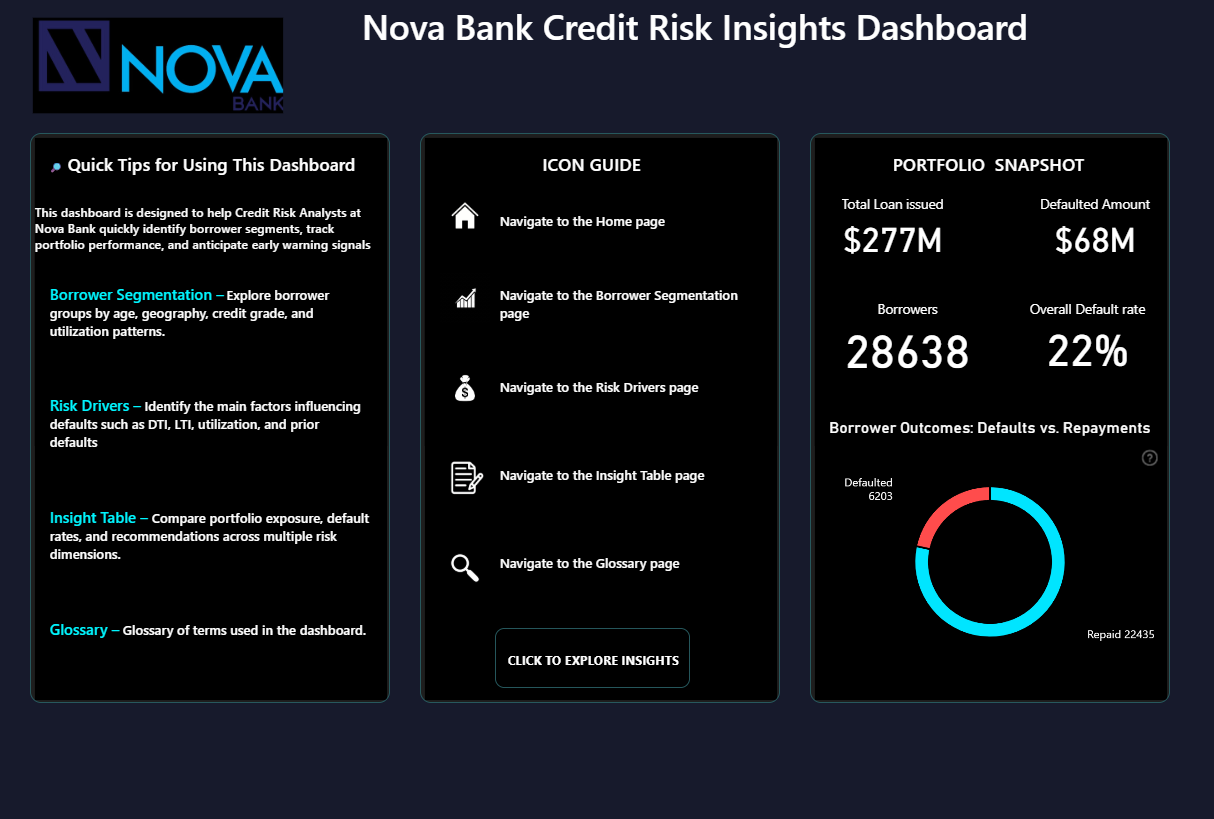 Nova Bank Credit Risk Insights Dashboard
NOVA
BANK
Quick Tips for Using This Dashboard
This dashboard is designed to help Credit Risk Analysts at
Nova Bank quickly identify borrower segments, track
portfolio performance, and anticipate early warning signals
Borrower Segmentation – Explore borrower
groups by age, geography, credit grade, and
utilization patterns.
Risk Drivers – Identify the main factors influencing
defaults such as DTI, LTI, utilization, and prior
defaults
Insight Table – Compare portfolio exposure, default
rates, and recommendations across multiple risk
dimensions.
Glossary – Glossary of terms used in the dashboard.
ICON GUIDE
Navigate to the Home page
Navigate to the Borrower Segmentation
page
$
Navigate to the Risk Drivers page
Navigate to the Insight Table page
Navigate to the Glossary page
CLICK TO EXPLORE INSIGHTS
PORTFOLIO  SNAPSHOT
Total Loan issued
$277M
Defaulted Amount
$68M
Borrowers
28638
Overall Default rate
22%
Borrower Outcomes: Defaults vs. Repayments
?
Defaulted
6203
Repaid 22435